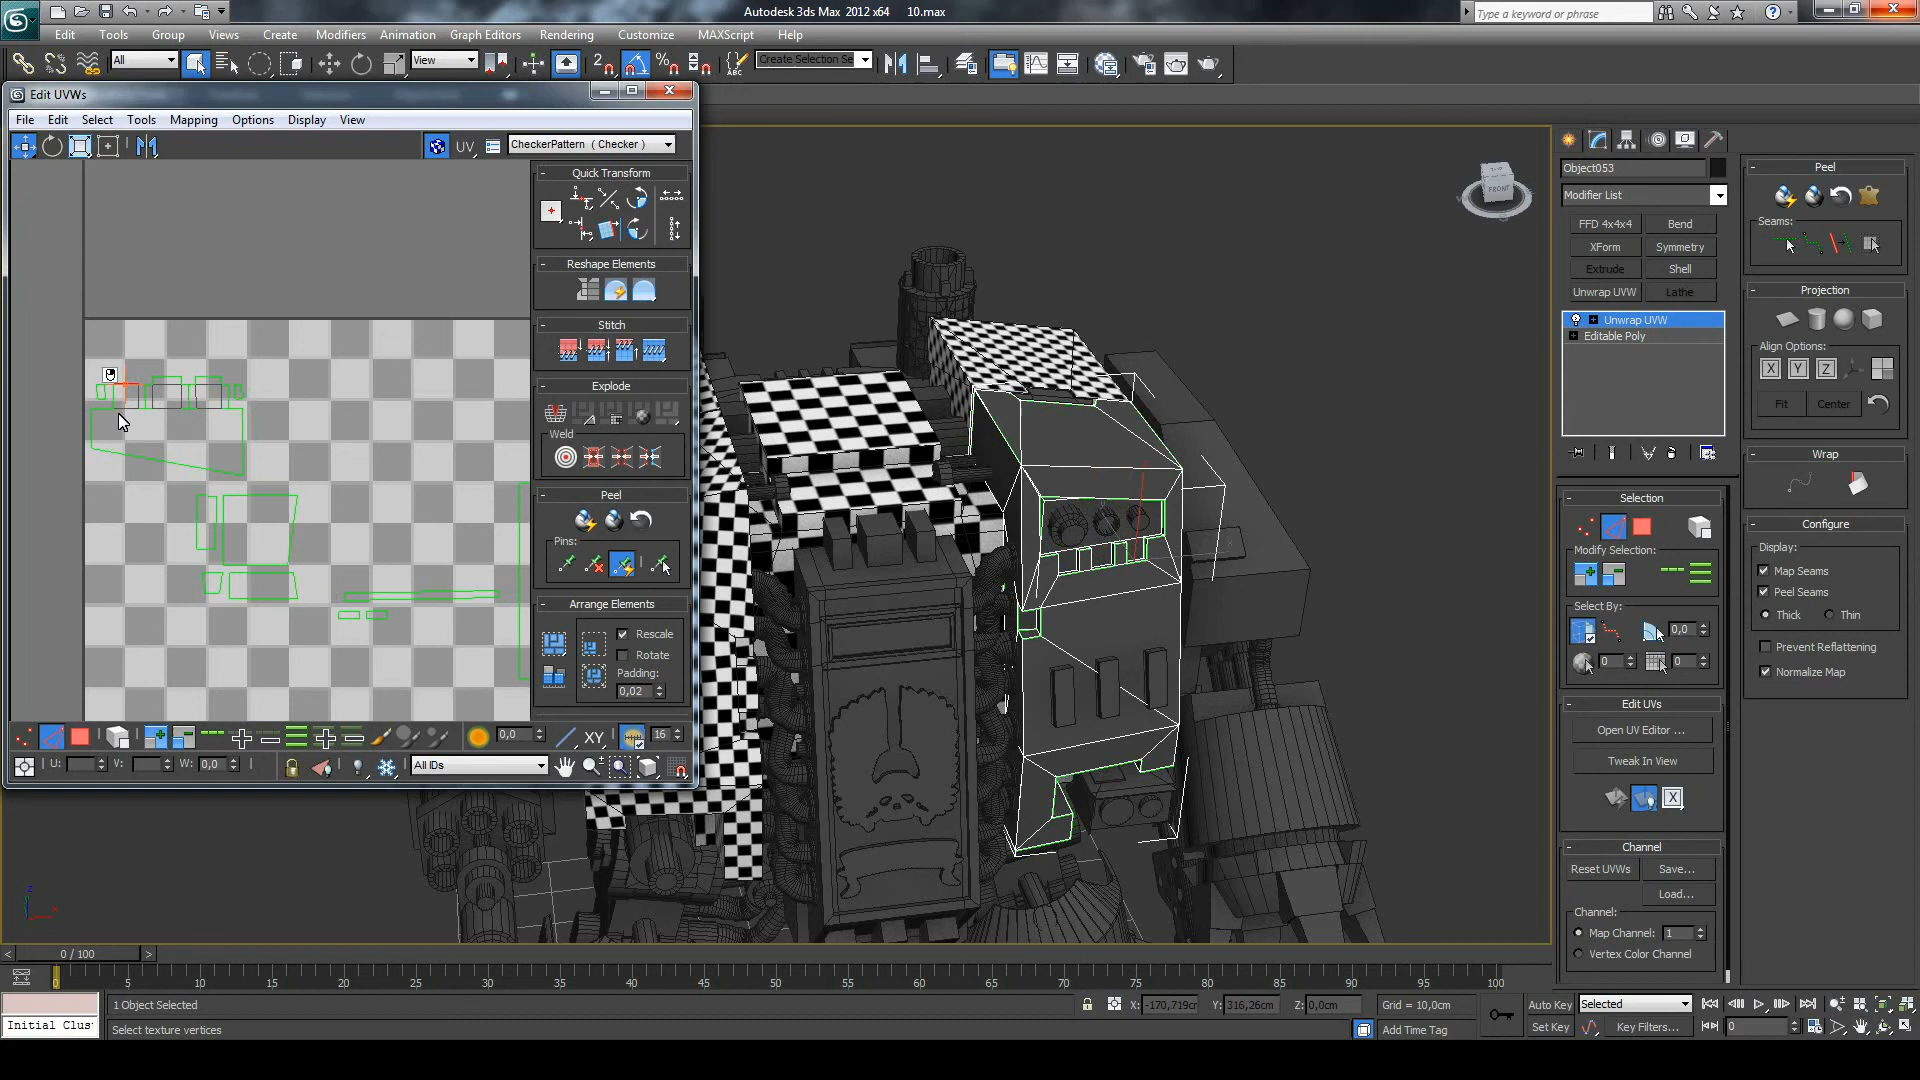 Autodesk 3ds Max 2012 x64    10.max
Type a keyword or phrase
Edit Tools Group Views Create Modifiers Animation Graph Editors Rendering Customize MAXScript Help
All
View
Create Selection Se
Edit UVWs
File Edit Select Tools Mapping Options Display View
UV
CheckerPattern ( Checker )
Quick Transform
Reshape Elements
Stitch
Explode
Weld
Peel
Pins:
Arrange Elements
Rescale
Rotate
Padding:
0,02
0,0
XY
16
U:
V:
W: 0,0
All IDs
FRONT
Object053
Modifier List
FFD 4x4x4 Bend
XForm Symmetry
Extrude Shell
Unwrap UVW Lathe
Unwrap UVW
Editable Poly
Selection
Modify Selection:
Select By:
0,0
0
0
Edit UVs
Open UV Editor ...
Tweak In View
Channel
Reset UVWs Save...
Load...
Channel:
Map Channel: 1
Vertex Color Channel
Peel
Seams:
Projection
Align Options:
X Y Z
Fit Center
Wrap
Configure
Display:
Map Seams
Peel Seams
Thick Thin
Prevent Reflattening
Normalize Map
0 / 100
0 5 10 15 20 25 30 35 40 45 50 55 60 65 70 75 80 85 90 95 100
1 Object Selected
X: -170,719cr Y: 316,26cm Z: 0,0cm Grid = 10,0cm
Auto Key Selected
Initial Clus
Select texture vertices
Add Time Tag
Set Key Key Filters...
0